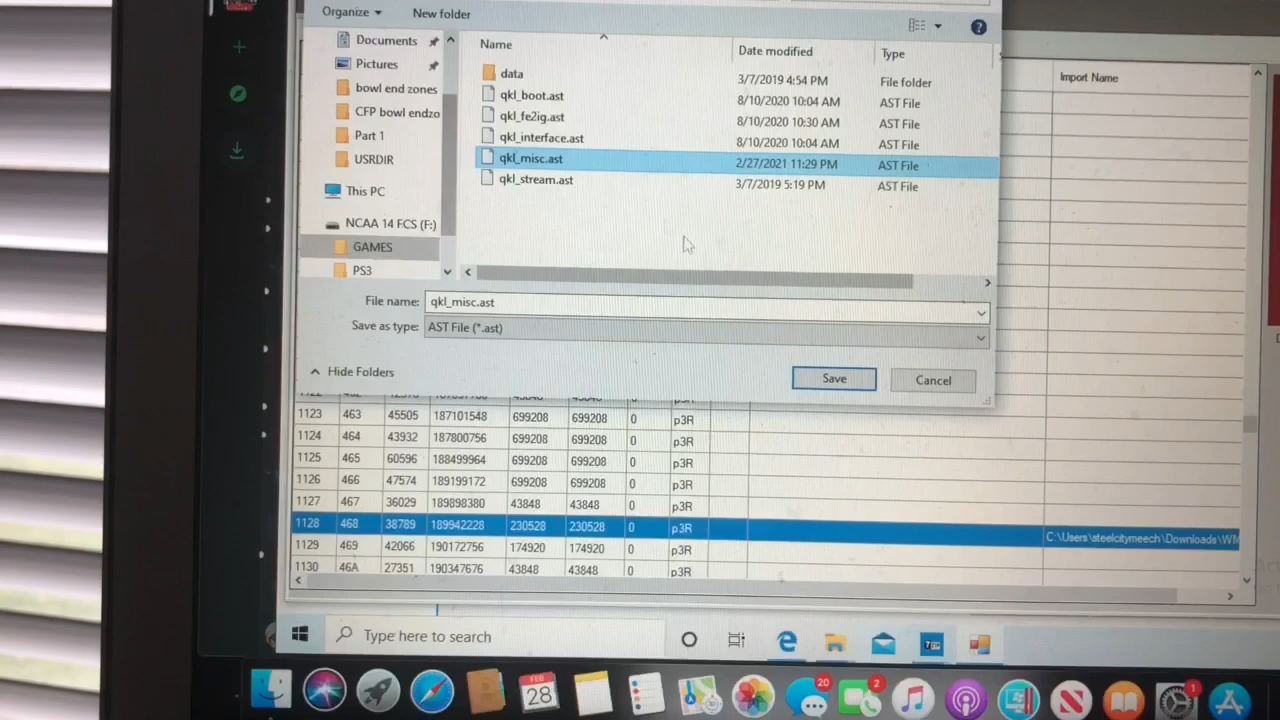 Organize
New folder
?
Name
Date modified
Type
Import Name
Documents
Pictures
bowl end zones
CFP bowl endzo
Part 1
USRDIR
This PC
NCAA 14 FCS (F:)
GAMES
PS3
data 3/7/2019 4:54 PM File folder
qkl_boot.ast 8/10/2020 10:04 AM AST File
qkl_fe2ig.ast 8/10/2020 10:30 AM AST File
qkl_interface.ast 8/10/2020 10:04 AM AST File
qkl_misc.ast 2/27/2021 11:29 PM AST File
qkl_stream.ast 3/7/2019 5:19 PM AST File
File name: qkl_misc.ast
Save as type: AST File (*.ast)
Hide Folders
Save
Cancel
1123 463 45505 187101548 699208 699208 0 p3R
1124 464 43932 187800756 699208 699208 0 p3R
1125 465 60596 188499964 699208 699208 0 p3R
1126 466 47574 189199172 699208 699208 0 p3R
1127 467 36029 189898380 43848 43848 0 p3R
1128 468 38789 189942228 230528 230528 0 p3R C:\Users\steelcitymeech\Downloads\WM
1129 469 42066 190172756 174920 174920 0 p3R
1130 46A 27351 190347676 43848 43848 0 p3R
Type here to search
FEB
28
20
2
1